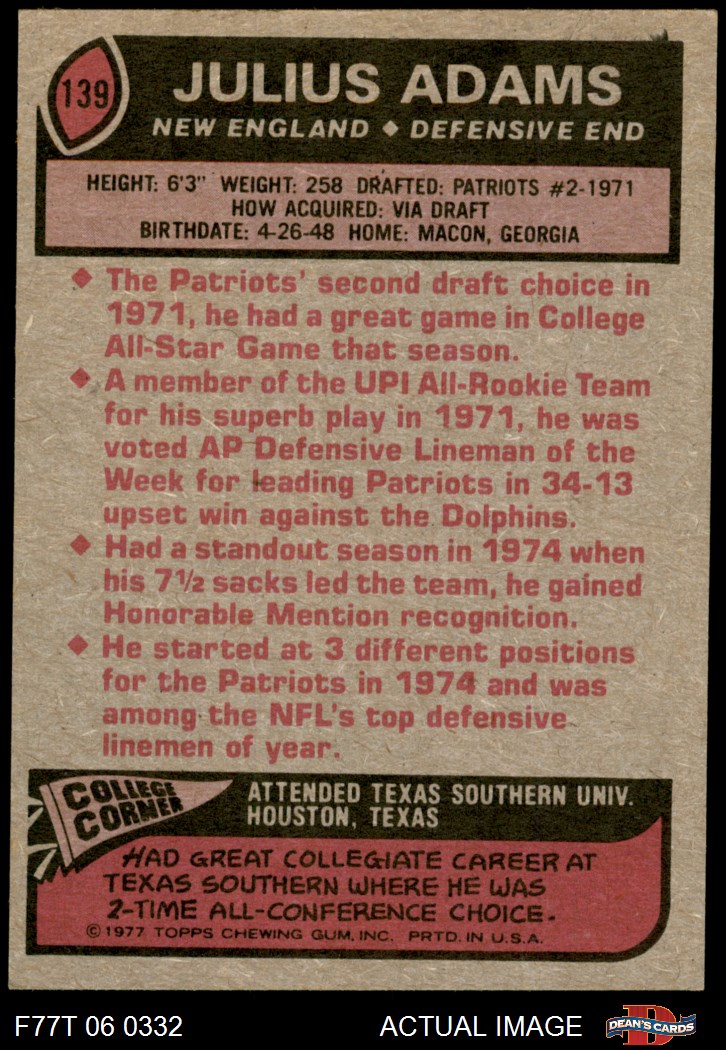 139
JULIUS ADAMS
NEW ENGLAND ◆ DEFENSIVE END
HEIGHT: 6'3" WEIGHT: 258 DRAFTED: PATRIOTS #2-1971
HOW ACQUIRED: VIA DRAFT
BIRTHDATE: 4-26-48 HOME: MACON, GEORGIA
◆ The Patriots' second draft choice in
1971, he had a great game in College
All-Star Game that season.
◆ A member of the UPI All-Rookie Team
for his superb play in 1971, he was
voted AP Defensive Lineman of the
Week for leading Patriots in 34-13
upset win against the Dolphins.
◆ Had a standout season in 1974 when
his 7½ sacks led the team, he gained
Honorable Mention recognition.
◆ He started at 3 different positions
for the Patriots in 1974 and was
among the NFL's top defensive
linemen of year.
COLLEGE
CORNER
ATTENDED TEXAS SOUTHERN UNIV.
HOUSTON, TEXAS
HAD GREAT COLLEGIATE CAREER AT
TEXAS SOUTHERN WHERE HE WAS
2-TIME ALL-CONFERENCE CHOICE.
©1977 TOPPS CHEWING GUM, INC. PRTD. IN U.S.A.
F77T 06 0332 ACTUAL IMAGE
D
DEAN'S CARDS